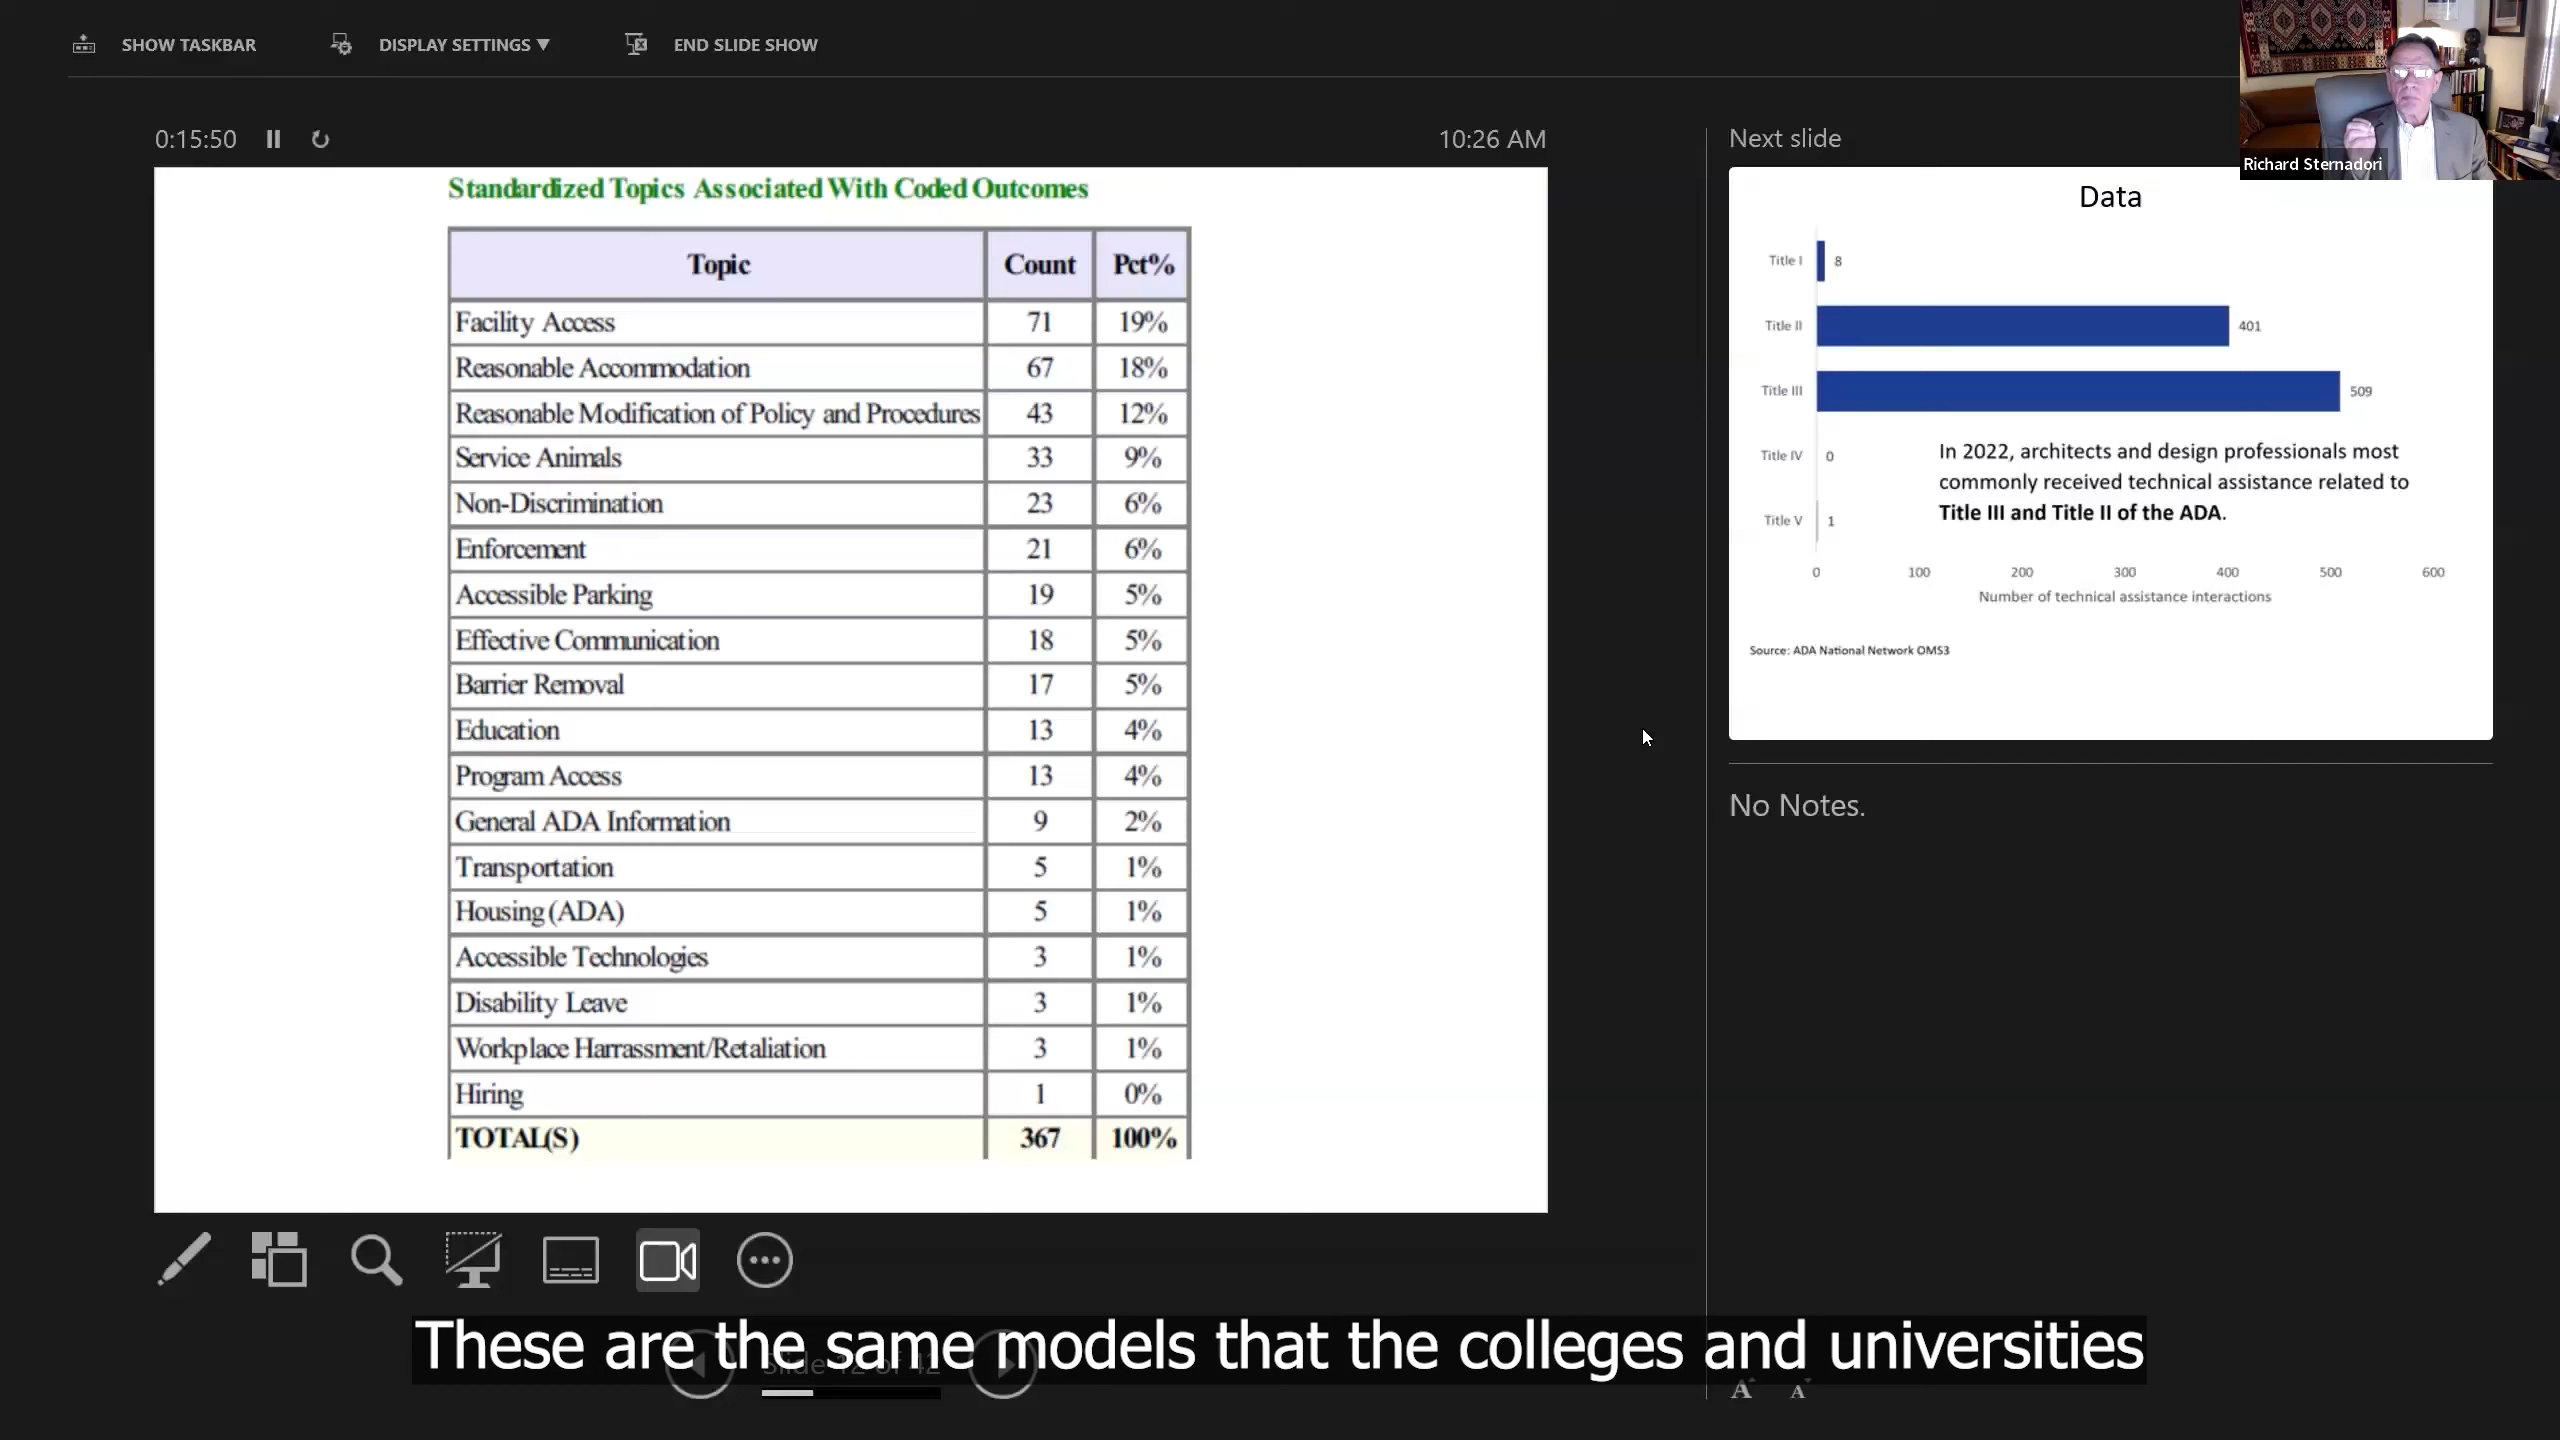 SHOW TASKBAR DISPLAY SETTINGS ▼ END SLIDE SHOW
Richard Sternadori
0:15:50 10:26 AM
Standardized Topics Associated With Coded Outcomes
Topic Count Pct%
Facility Access 71 19%
Reasonable Accommodation 67 18%
Reasonable Modification of Policy and Procedures 43 12%
Service Animals 33 9%
Non-Discrimination 23 6%
Enforcement 21 6%
Accessible Parking 19 5%
Effective Communication 18 5%
Barrier Removal 17 5%
Education 13 4%
Program Access 13 4%
General ADA Information 9 2%
Transportation 5 1%
Housing (ADA) 5 1%
Accessible Technologies 3 1%
Disability Leave 3 1%
Workplace Harrassment/Retaliation 3 1%
Hiring 1 0%
TOTAL(S) 367 100%
Next slide
Data
Title I 8
Title II 401
Title III 509
Title IV 0
Title V 1
In 2022, architects and design professionals most
commonly received technical assistance related to
Title III and Title II of the ADA.
0 100 200 300 400 500 600
Number of technical assistance interactions
Source: ADA National Network OMS3
No Notes.
These are the same models that the colleges and universities
Slide 12 of 42
A A